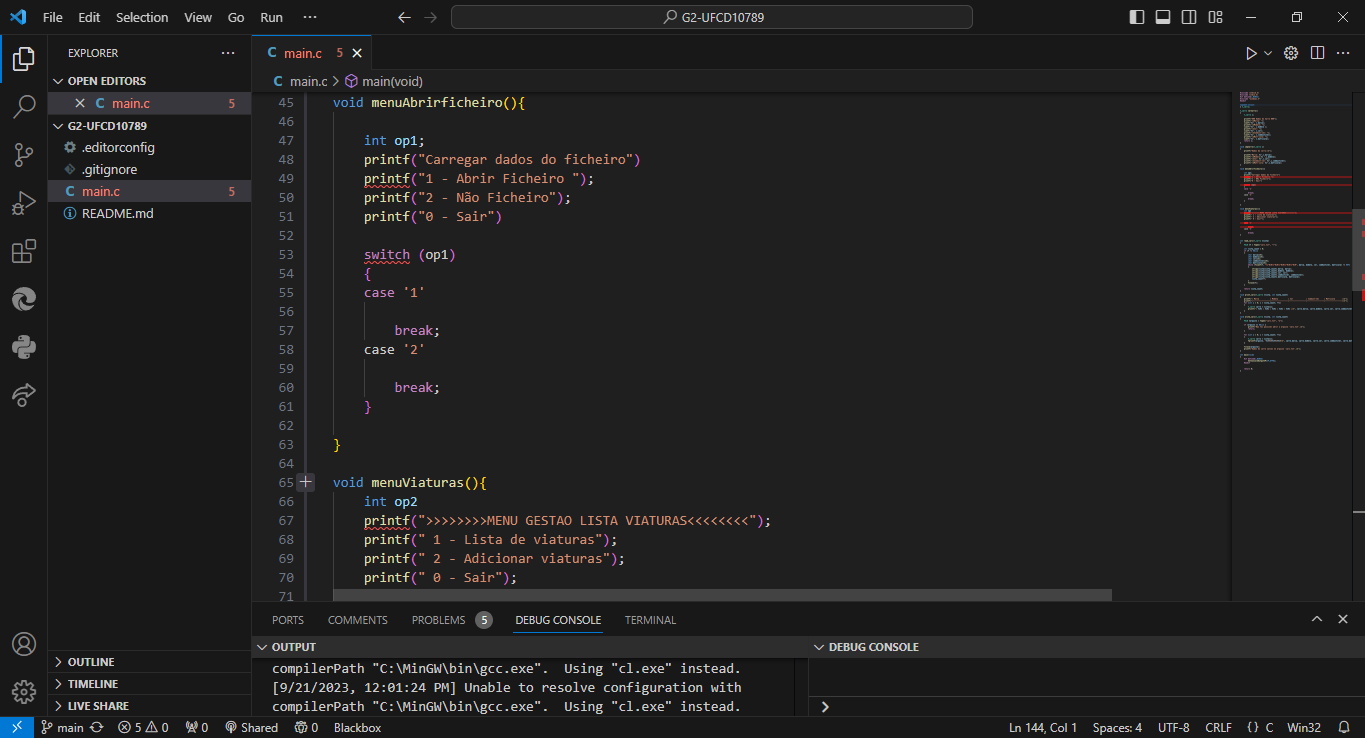 File Edit Selection View Go Run ··· G2-UFCD10789
EXPLORER ···
OPEN EDITORS
main.c 5
G2-UFCD10789
.editorconfig
.gitignore
main.c 5
README.md
OUTLINE
TIMELINE
LIVE SHARE
C main.c 5
C main.c > main(void)
45 void menuAbrirficheiro(){
46
47 int op1;
48 printf("Carregar dados do ficheiro")
49 printf("1 - Abrir Ficheiro ");
50 printf("2 - Não Ficheiro");
51 printf("0 - Sair")
52
53 switch (op1)
54 {
55 case '1'
56
57 break;
58 case '2'
59
60 break;
61 }
62
63 }
64
65 void menuViaturas(){
66 int op2
67 printf(">>>>>>>>MENU GESTAO LISTA VIATURAS<<<<<<<<");
68 printf(" 1 - Lista de viaturas");
69 printf(" 2 - Adicionar viaturas");
70 printf(" 0 - Sair");
71
PORTS COMMENTS PROBLEMS 5 DEBUG CONSOLE TERMINAL
OUTPUT
compilerPath "C:\MinGW\bin\gcc.exe".  Using "cl.exe" instead.
[9/21/2023, 12:01:24 PM] Unable to resolve configuration with
compilerPath "C:\MinGW\bin\gcc.exe".  Using "cl.exe" instead.
DEBUG CONSOLE
main 5 0 0 Shared 0 Blackbox Ln 144, Col 1 Spaces: 4 UTF-8 CRLF {} C Win32